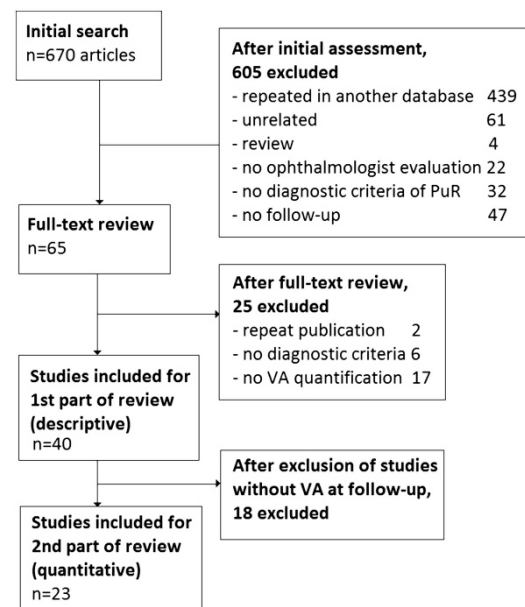 Initial search
n=670 articles
After initial assessment,
605 excluded
- repeated in another database 439
- unrelated 61
- review 4
- no ophthalmologist evaluation 22
- no diagnostic criteria of PuR 32
- no follow-up 47
Full-text review
n=65
After full-text review,
25 excluded
- repeat publication 2
- no diagnostic criteria 6
- no VA quantification 17
Studies included for
1st part of review
(descriptive)
n=40
After exclusion of studies
without VA at follow-up,
18 excluded
Studies included for
2nd part of review
(quantitative)
n=23